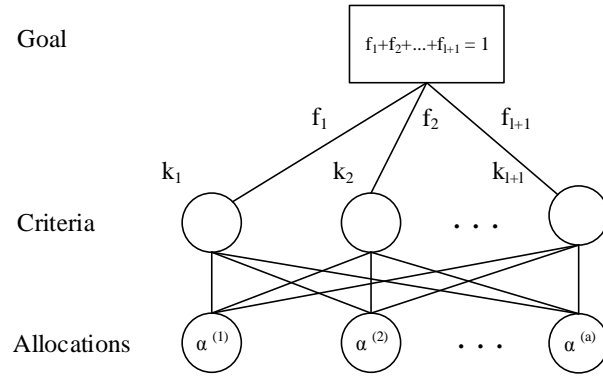 Goal
f₁+f₂+...+fₗ₊₁ = 1
f₁ f₂ fₗ₊₁
k₁ k₂ kₗ₊₁
Criteria . . .
Allocations α⁽¹⁾ α⁽²⁾ . . . α⁽ᵃ⁾